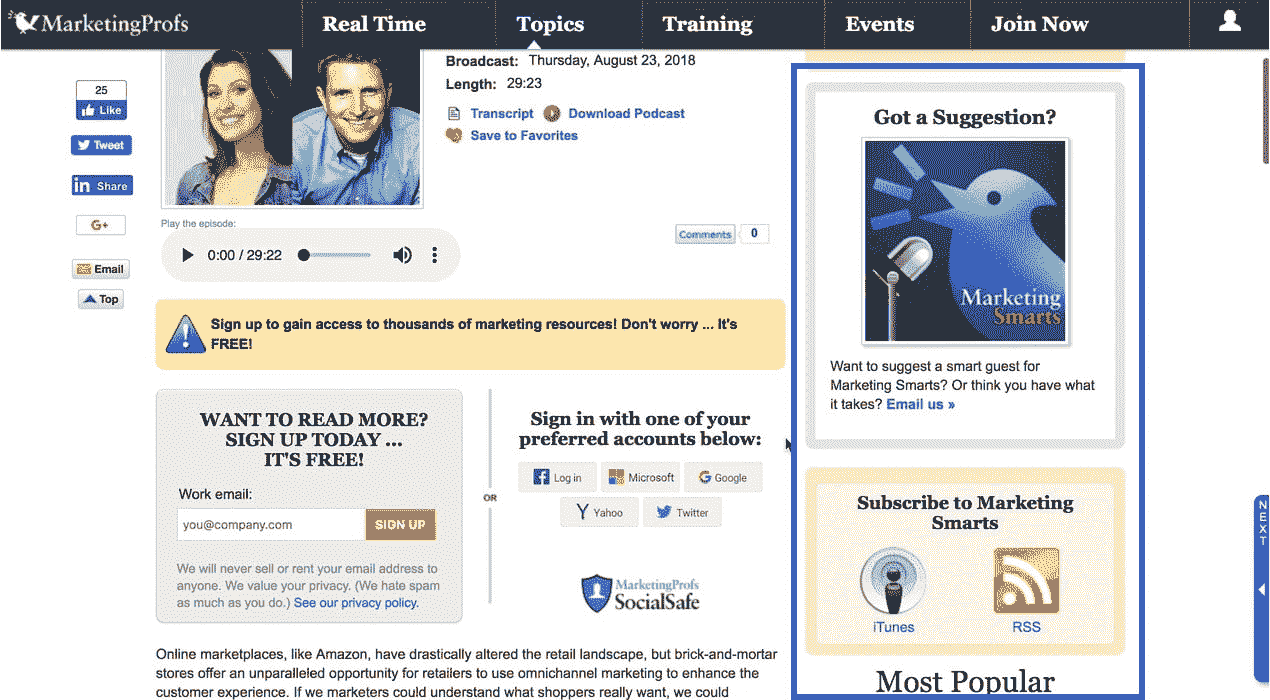 MarketingProfs
Real Time
Topics
Training
Events
Join Now
25
Like
Tweet
Share
G+
Email
Top
Broadcast: Thursday, August 23, 2018
Length: 29:23
Transcript
Download Podcast
Save to Favorites
Play the episode:
0:00 / 29:22
Comments
0
Sign up to gain access to thousands of marketing resources! Don't worry ... It's
FREE!
WANT TO READ MORE?
SIGN UP TODAY ...
IT'S FREE!
Work email:
you@company.com
SIGN UP
We will never sell or rent your email address to
anyone. We value your privacy. (We hate spam
as much as you do.) See our privacy policy.
OR
Sign in with one of your
preferred accounts below:
Log in
Microsoft
Google
Yahoo
Twitter
MarketingProfs
SocialSafe
Online marketplaces, like Amazon, have drastically altered the retail landscape, but brick-and-mortar
stores offer an unparalleled opportunity for retailers to use omnichannel marketing to enhance the
customer experience. If we marketers could understand what shoppers really want, we could
Got a Suggestion?
Marketing
Smarts
Want to suggest a smart guest for
Marketing Smarts? Or think you have what
it takes? Email us »
Subscribe to Marketing
Smarts
iTunes
RSS
Most Popular
NEXT